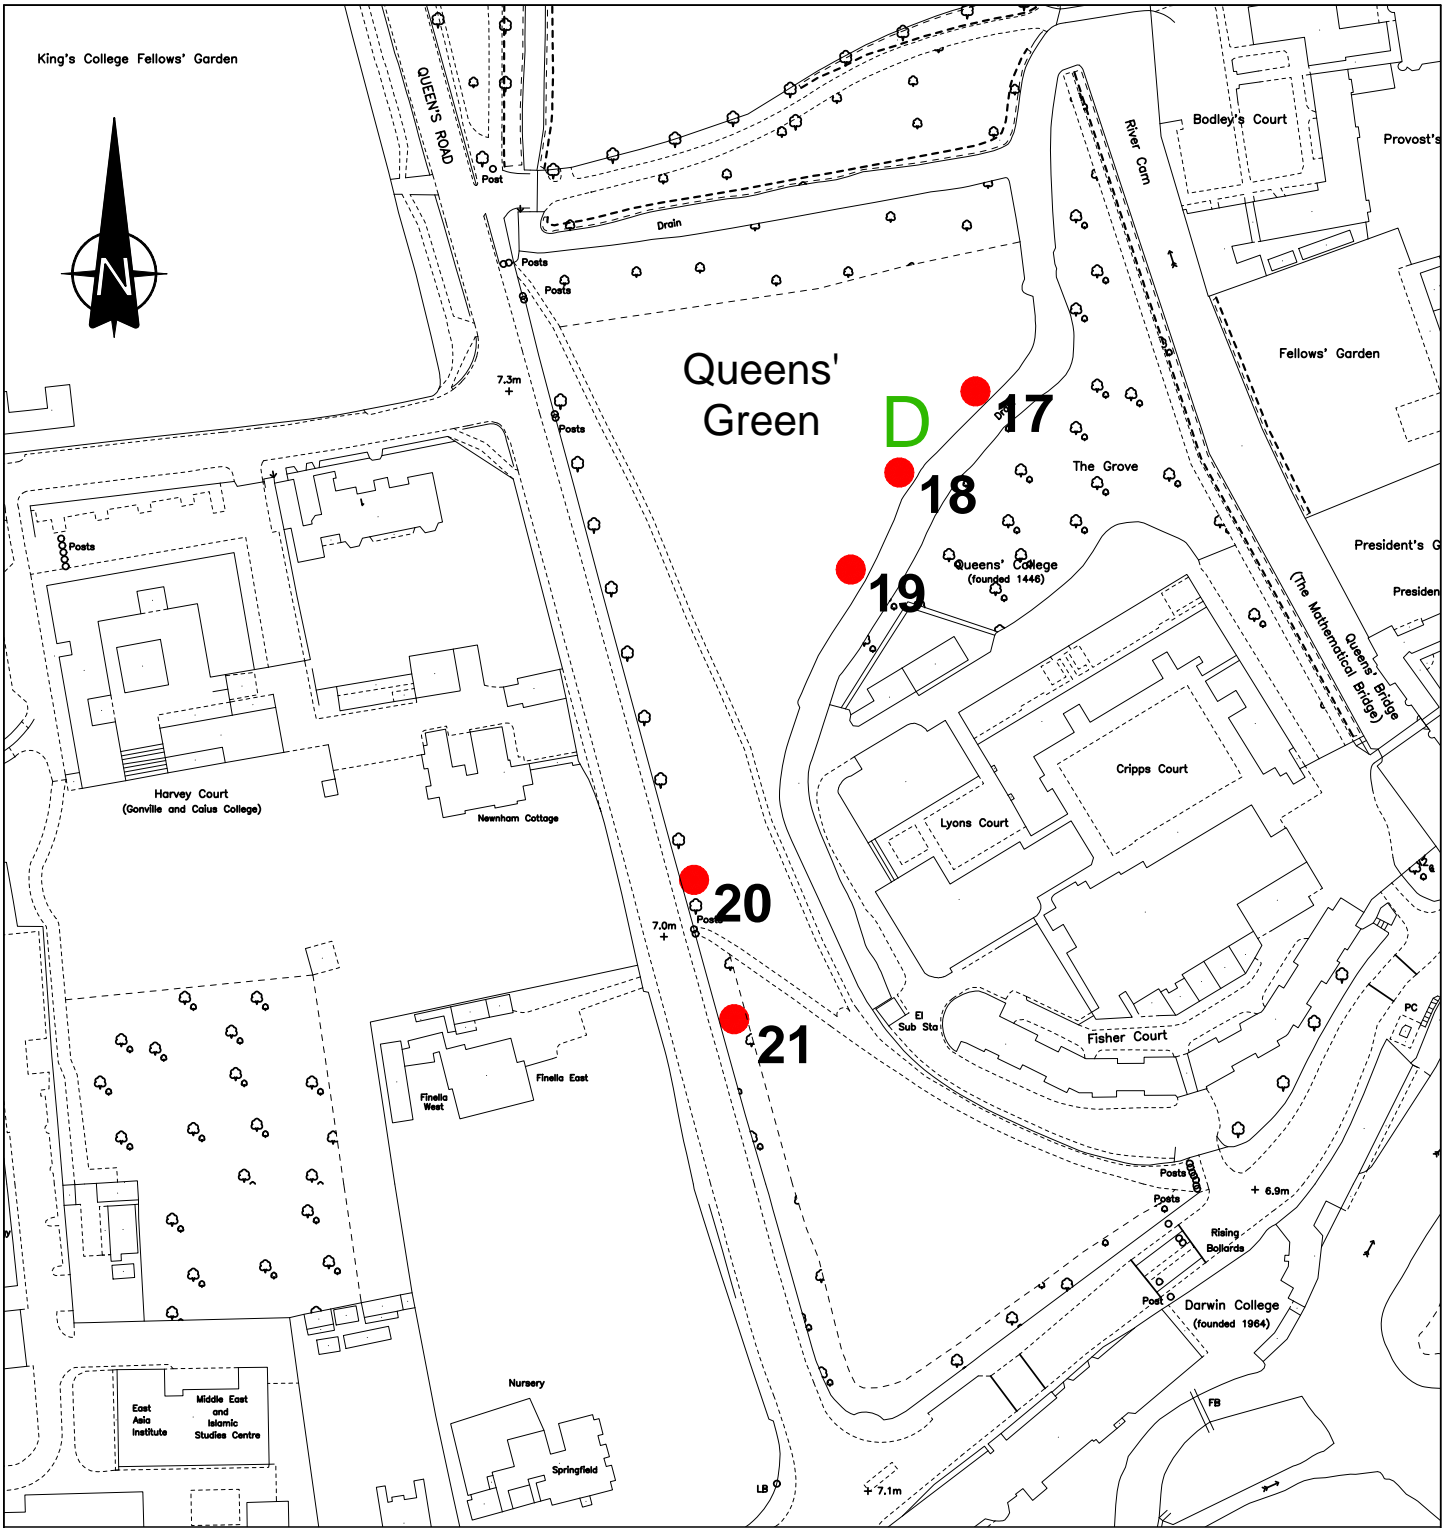 King's College Fellows' Garden
QUEEN'S ROAD
Post
Drain
Posts
Posts
River Cam
Bodley's Court
Provost's
N
7.3m
Posts
Queens'
Green
D
17
18
19
The Grove
Fellows' Garden
Queens' College
(founded 1446)
President's G
Presiden
Queens' Bridge
(The Mathematical Bridge)
Posts
Harvey Court
(Gonville and Caius College)
Newnham Cottage
Cripps Court
Lyons Court
20
Posts
7.0m
21
El
Sub Sta
Fisher Court
PC
Finella
West
Finella East
Posts
Posts
6.9m
Rising
Bollards
Post
Darwin College
(founded 1964)
FB
Nursery
East
Asia
Institute
Middle East
and
Islamic
Studies Centre
Springfield
LB
7.1m